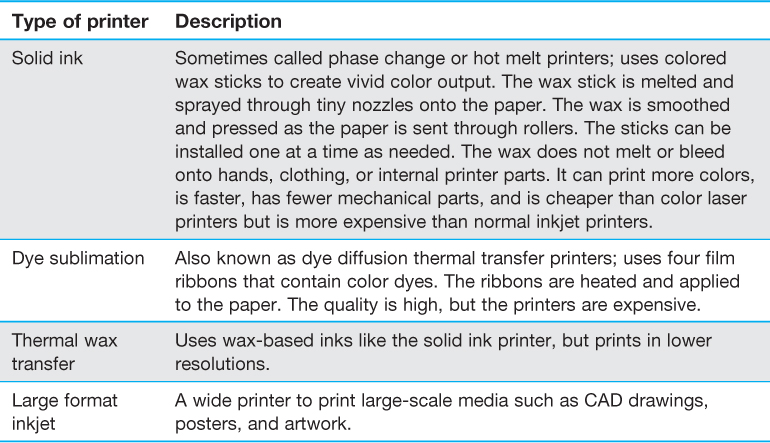 Type of printer Description
Solid ink Sometimes called phase change or hot melt printers; uses colored
wax sticks to create vivid color output. The wax stick is melted and
sprayed through tiny nozzles onto the paper. The wax is smoothed
and pressed as the paper is sent through rollers. The sticks can be
installed one at a time as needed. The wax does not melt or bleed
onto hands, clothing, or internal printer parts. It can print more colors,
is faster, has fewer mechanical parts, and is cheaper than color laser
printers but is more expensive than normal inkjet printers.
Dye sublimation Also known as dye diffusion thermal transfer printers; uses four film
ribbons that contain color dyes. The ribbons are heated and applied
to the paper. The quality is high, but the printers are expensive.
Thermal wax Uses wax-based inks like the solid ink printer, but prints in lower
transfer resolutions.
Large format A wide printer to print large-scale media such as CAD drawings,
inkjet posters, and artwork.